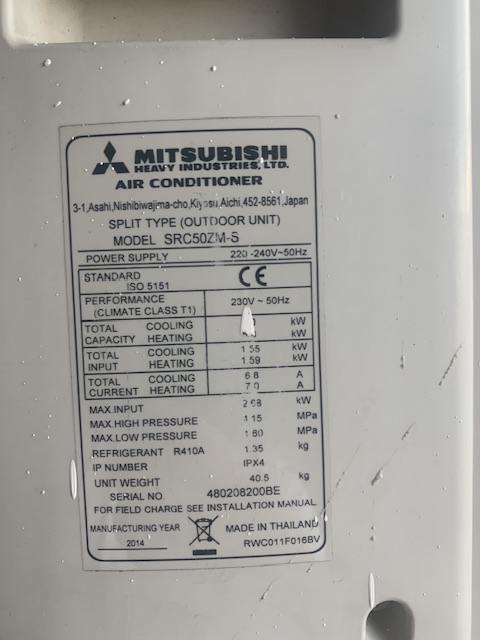 MITSUBISHI
HEAVY INDUSTRIES, LTD.
AIR CONDITIONER
3-1,Asahi,Nishibiwajima-cho,Kiyosu,Aichi,452-8561,Japan
SPLIT TYPE (OUTDOOR UNIT)
MODEL SRC50ZM-S
POWER SUPPLY 220 -240V~50Hz
STANDARD
ISO 5151 CE
PERFORMANCE
(CLIMATE CLASS T1) 230V ~ 50Hz
TOTAL COOLING kW
CAPACITY HEATING kW
TOTAL COOLING 1.55 kW
INPUT HEATING 1.59 kW
TOTAL COOLING 6.8 A
CURRENT HEATING 7.0 A
MAX.INPUT 2.68 kW
MAX.HIGH PRESSURE 4.15 MPa
MAX.LOW PRESSURE 1.80 MPa
REFRIGERANT R410A 1.35 kg
IP NUMBER IPX4
UNIT WEIGHT 40.5 kg
SERIAL NO. 480208200BE
FOR FIELD CHARGE SEE INSTALLATION MANUAL
MANUFACTURING YEAR
2014
MADE IN THAILAND
RWC011F016BV